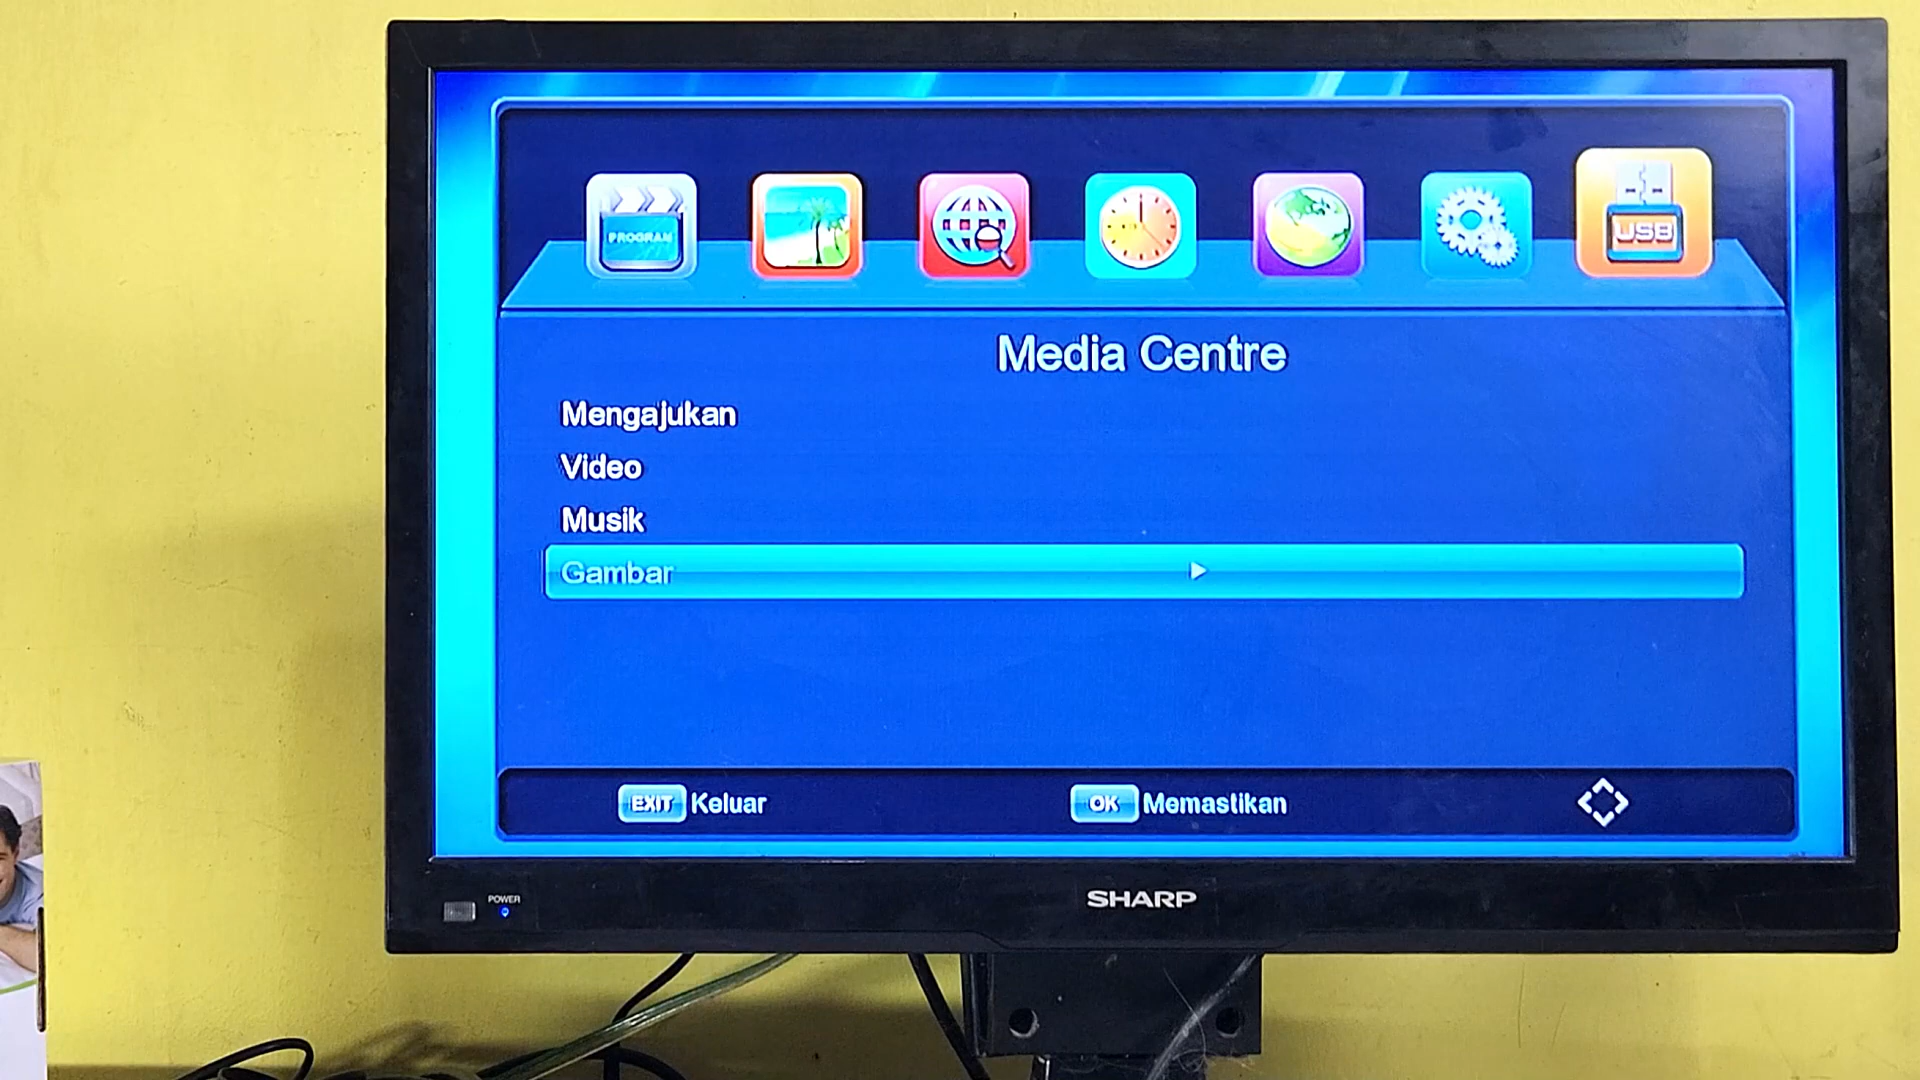 PROGRAM
USB
Media Centre
Mengajukan
Video
Musik
Gambar
EXIT Keluar
OK Memastikan
POWER
SHARP